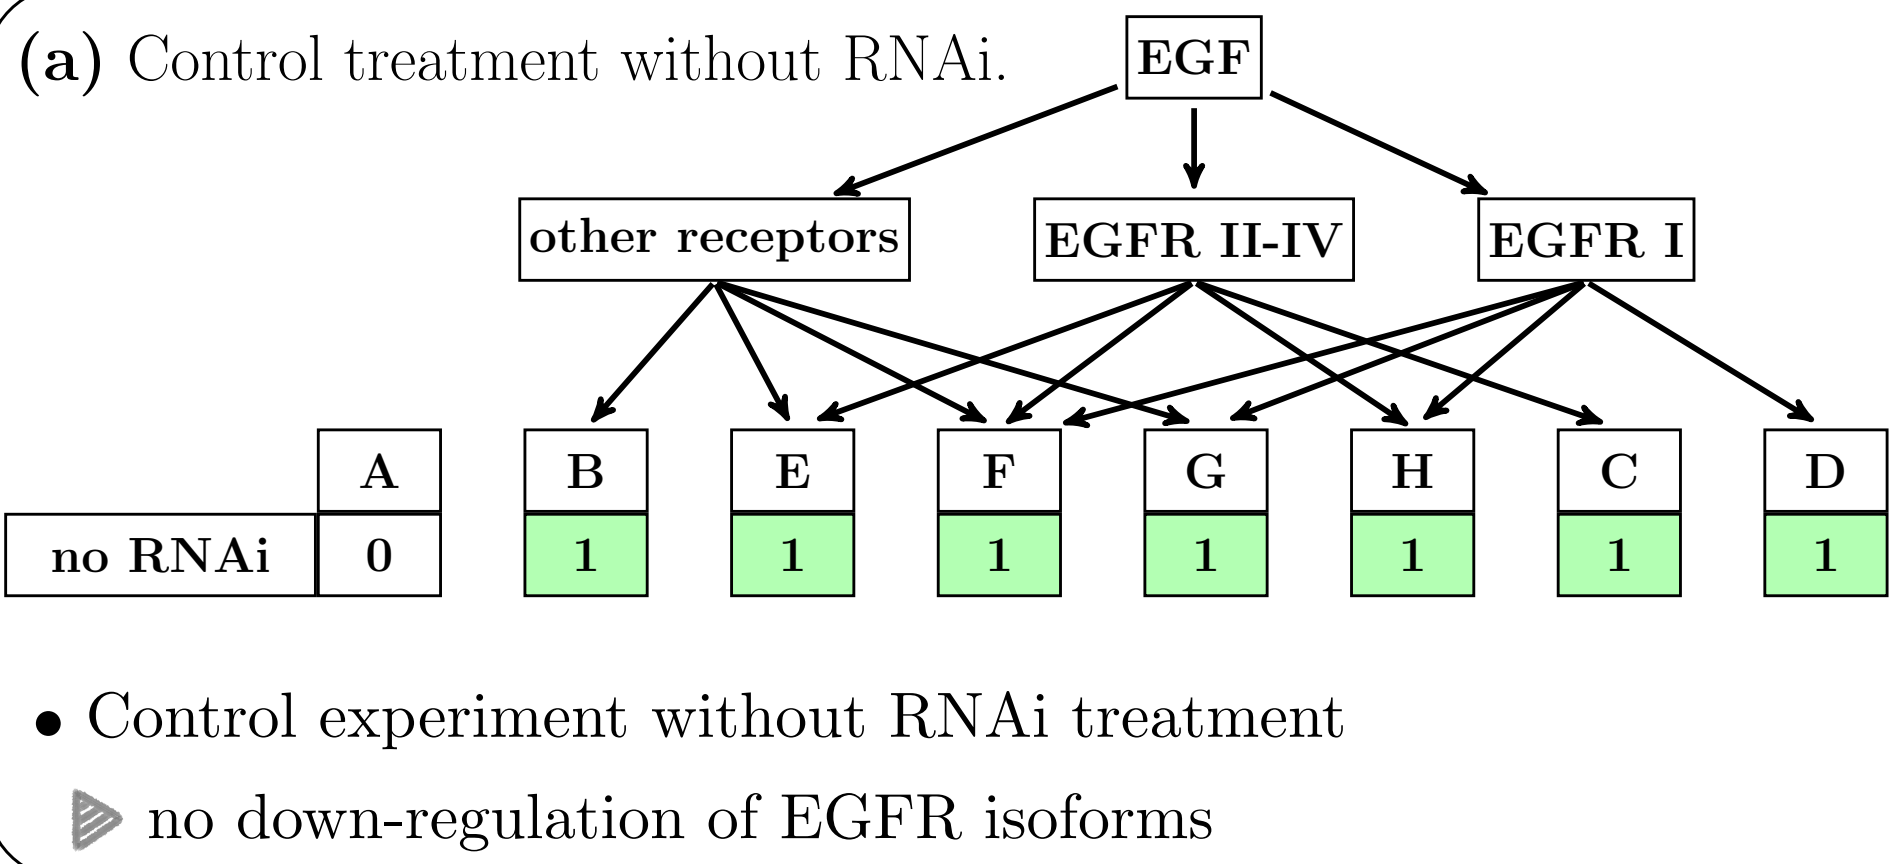 (a) Control treatment without RNAi.
EGF
other receptors EGFR II-IV EGFR I
A B E F G H C D
no RNAi 0 1 1 1 1 1 1 1
• Control experiment without RNAi treatment
no down-regulation of EGFR isoforms